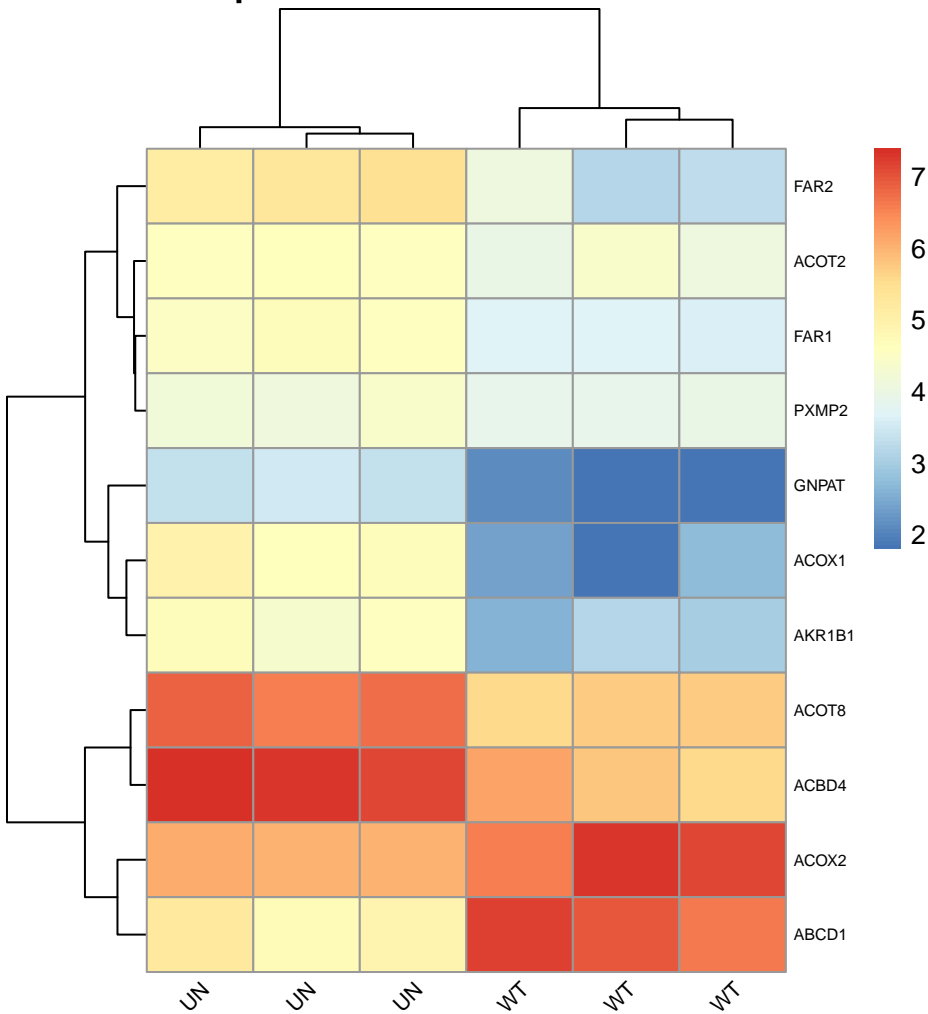 FAR2
ACOT2
FAR1
PXMP2
GNPAT
ACOX1
AKR1B1
ACOT8
ACBD4
ACOX2
ABCD1
7
6
5
4
3
2
UN UN UN WT WT WT